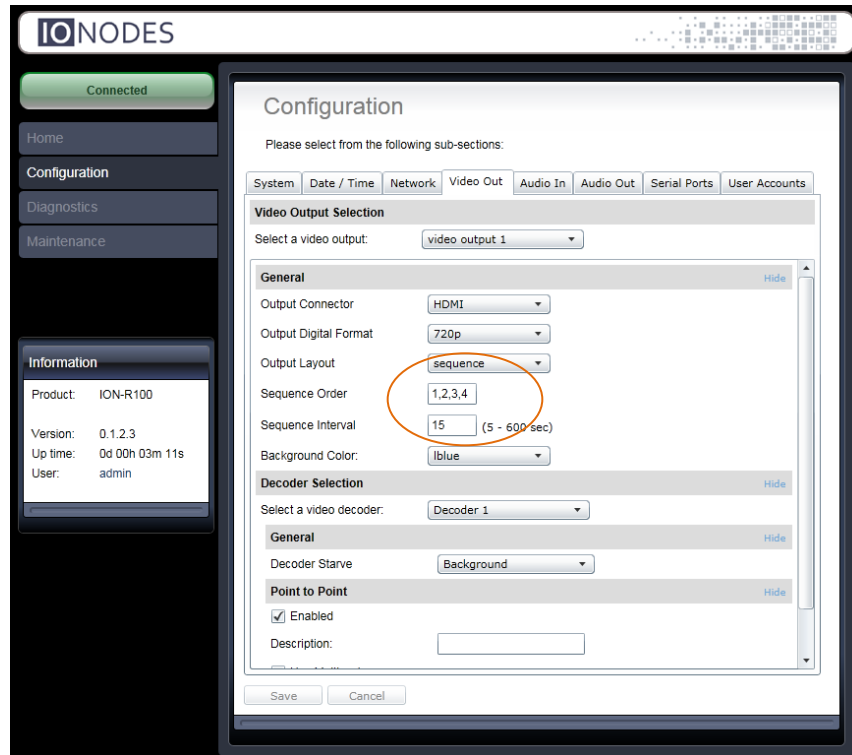 IONODES
Connected
Home
Configuration
Diagnostics
Maintenance
Information
Product: ION-R100
Version: 0.1.2.3
Up time: 0d 00h 03m 11s
User: admin
Configuration
Please select from the following sub-sections:
System Date / Time Network Video Out Audio In Audio Out Serial Ports User Accounts
Video Output Selection
Select a video output: video output 1
General Hide
Output Connector HDMI
Output Digital Format 720p
Output Layout sequence
Sequence Order 1,2,3,4
Sequence Interval 15 (5 - 600 sec)
Background Color: lblue
Decoder Selection Hide
Select a video decoder: Decoder 1
General Hide
Decoder Starve Background
Point to Point Hide
Enabled
Description:
Save Cancel